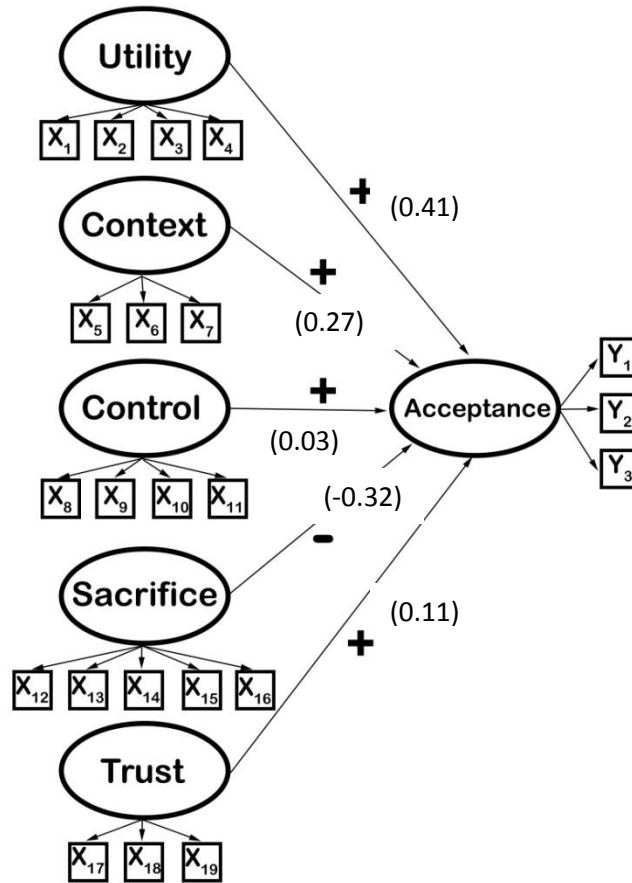 Utility
X₁ X₂ X₃ X₄
+ (0.41)
Context
+
X₅ X₆ X₇
(0.27)
Y₁
Control
+
Acceptance
Y₂
(0.03)
Y₃
X₈ X₉ X₁₀ X₁₁
(-0.32)
-
Sacrifice
(0.11)
+
X₁₂ X₁₃ X₁₄ X₁₅ X₁₆
Trust
X₁₇ X₁₈ X₁₉